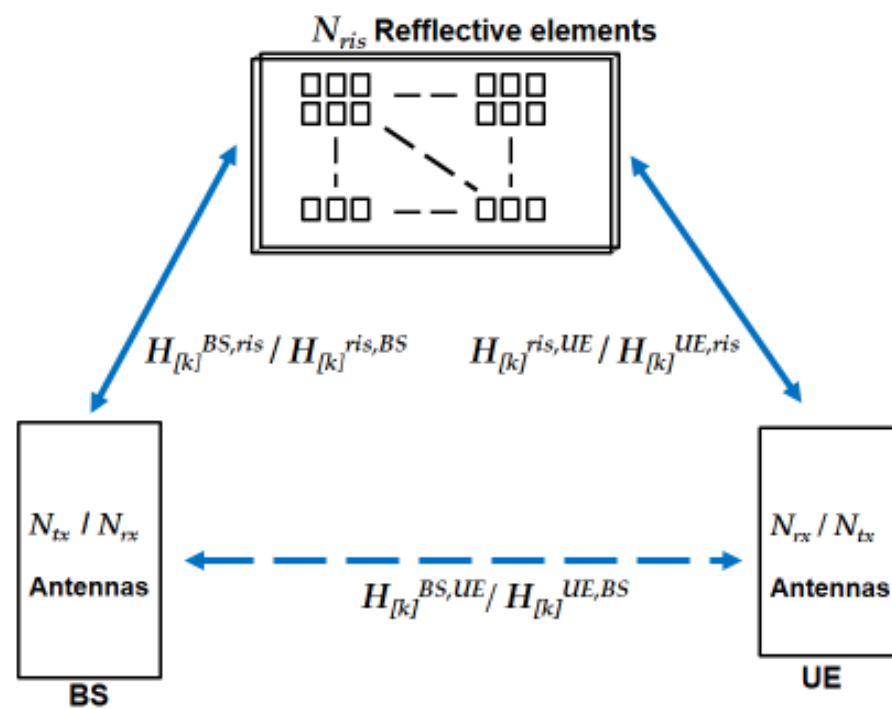 N_ris Refflective elements
H_[k]^BS,ris / H_[k]^ris,BS
H_[k]^ris,UE / H_[k]^UE,ris
N_tx / N_rx
Antennas
N_rx / N_tx
Antennas
H_[k]^BS,UE / H_[k]^UE,BS
BS
UE